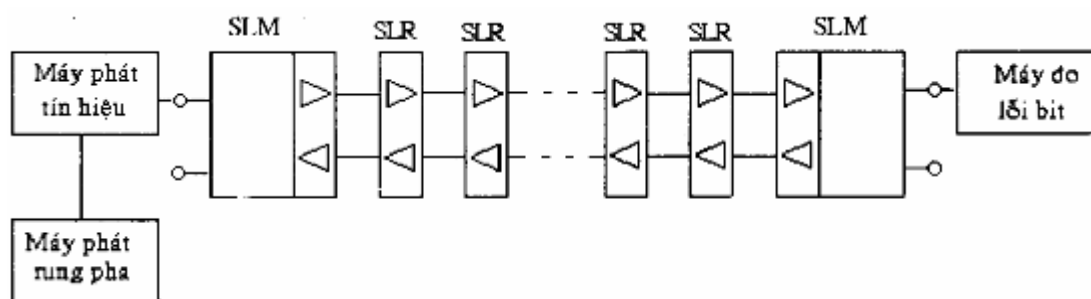 SLM
SLR
SLR
SLR
SLR
SLM
Máy phát
tín hiệu
Máy đo
lỗi bit
Máy phát
rung pha